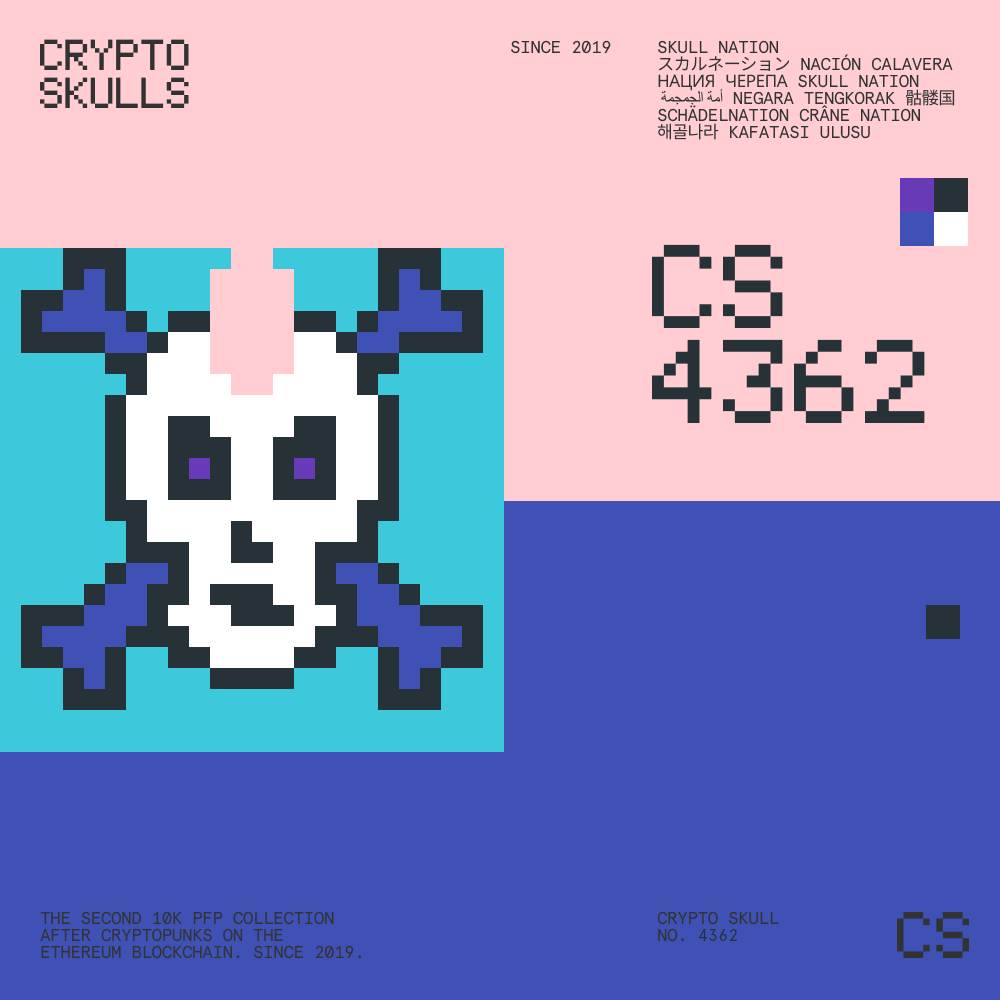 CRYPTO
SKULLS
SINCE 2019
SKULL NATION
スカルネーション NACIÓN CALAVERA
НАЦИЯ ЧЕРЕПА SKULL NATION
أمة الجمجمة NEGARA TENGKORAK 骷髅国
SCHÄDELNATION CRÂNE NATION
해골나라 KAFATASI ULUSU
CS
4362
THE SECOND 10K PFP COLLECTION
AFTER CRYPTOPUNKS ON THE
ETHEREUM BLOCKCHAIN. SINCE 2019.
CRYPTO SKULL
NO. 4362
CS